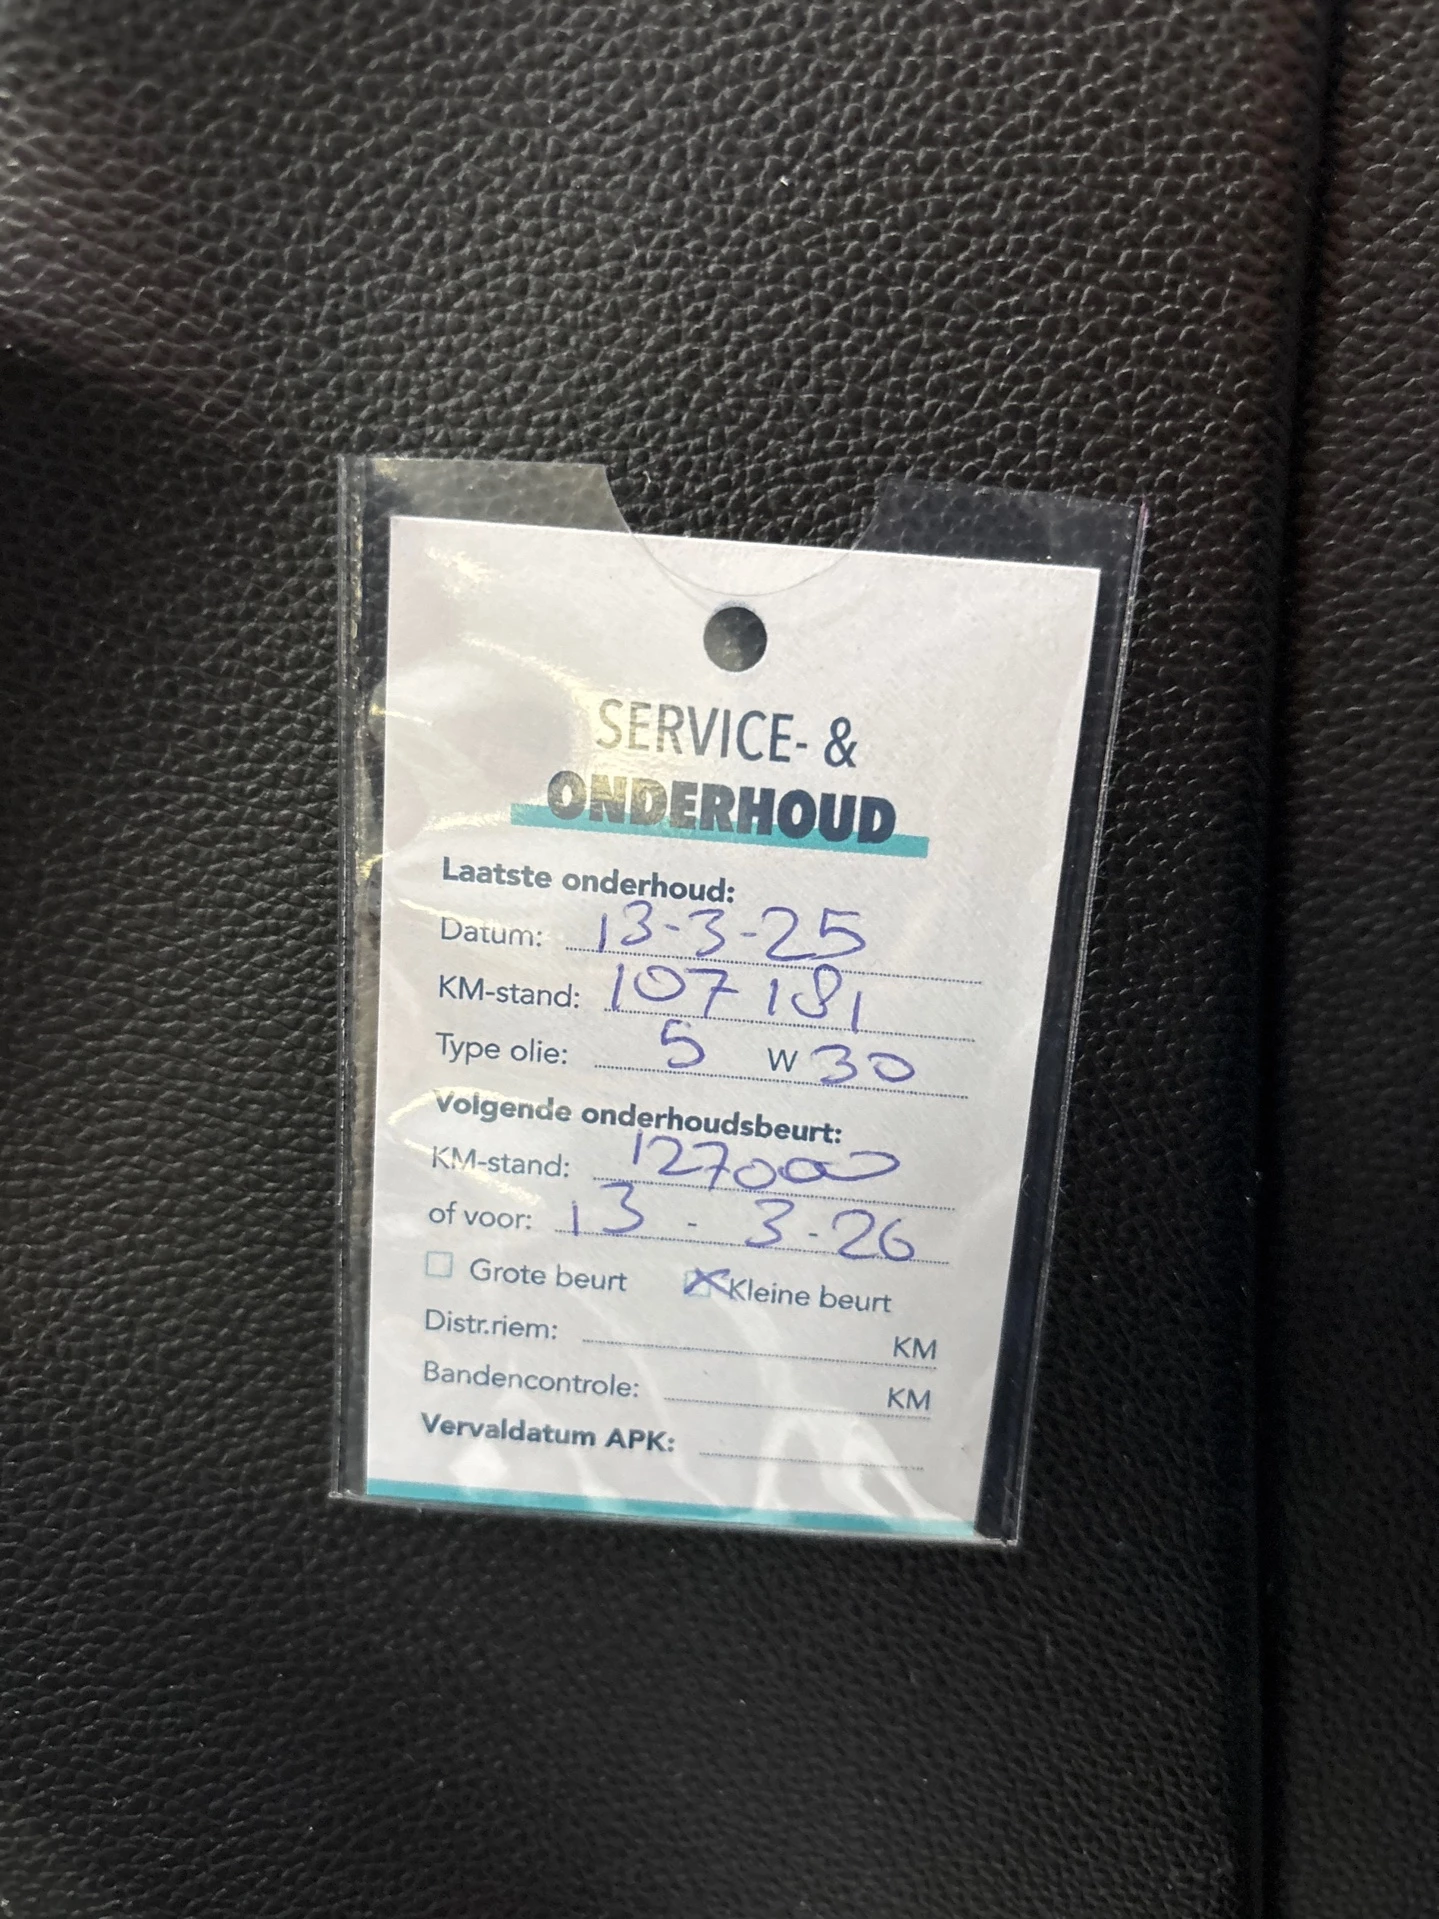 SERVICE- &
ONDERHOUD
Laatste onderhoud:
Datum: 13-3-25
KM-stand: 107181
Type olie: 5 W 30
Volgende onderhoudsbeurt:
KM-stand: 127000
of voor: 13 - 3-26
Grote beurt Kleine beurt
Distr.riem: KM
Bandencontrole: KM
Vervaldatum APK: